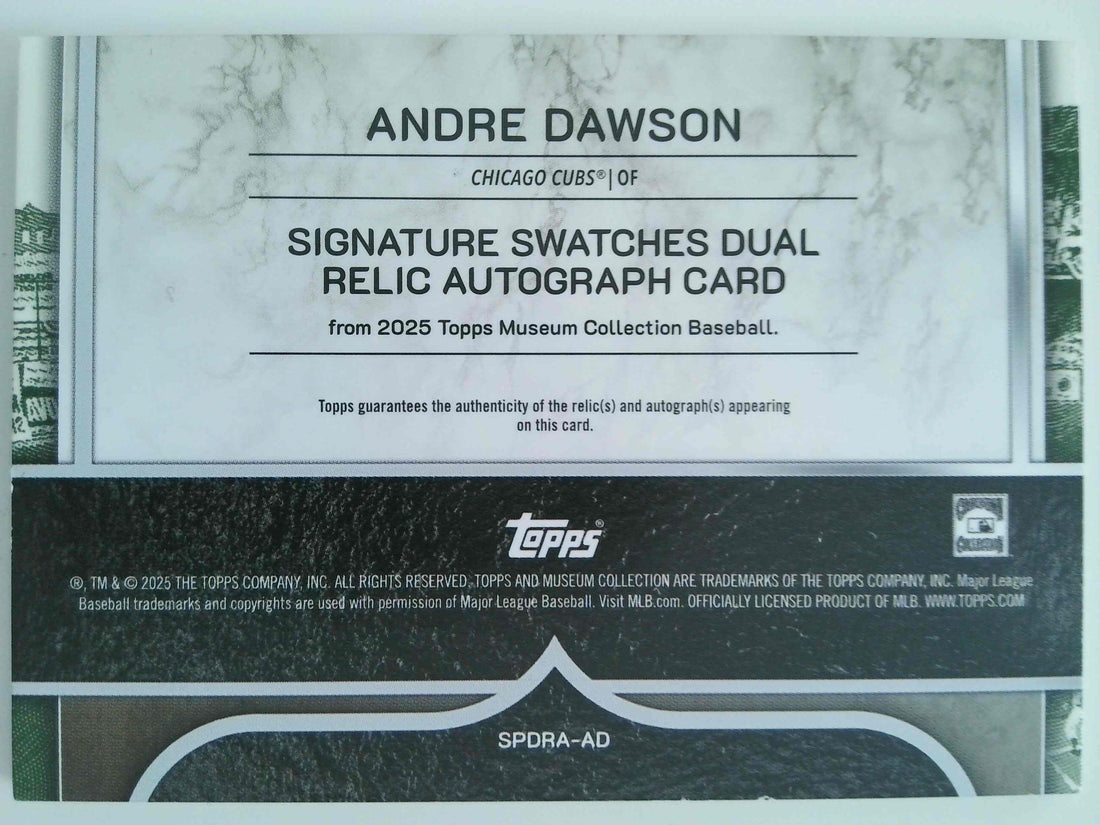 ANDRE DAWSON
CHICAGO CUBS® | OF
SIGNATURE SWATCHES DUAL
RELIC AUTOGRAPH CARD
from 2025 Topps Museum Collection Baseball.
Topps guarantees the authenticity of the relic(s) and autograph(s) appearing
on this card.
Topps®
®, TM & © 2025 THE TOPPS COMPANY, INC. ALL RIGHTS RESERVED. TOPPS AND MUSEUM COLLECTION ARE TRADEMARKS OF THE TOPPS COMPANY, INC. Major League
Baseball trademarks and copyrights are used with permission of Major League Baseball. Visit MLB.com. OFFICIALLY LICENSED PRODUCT OF MLB. WWW.TOPPS.COM
SPDRA-AD